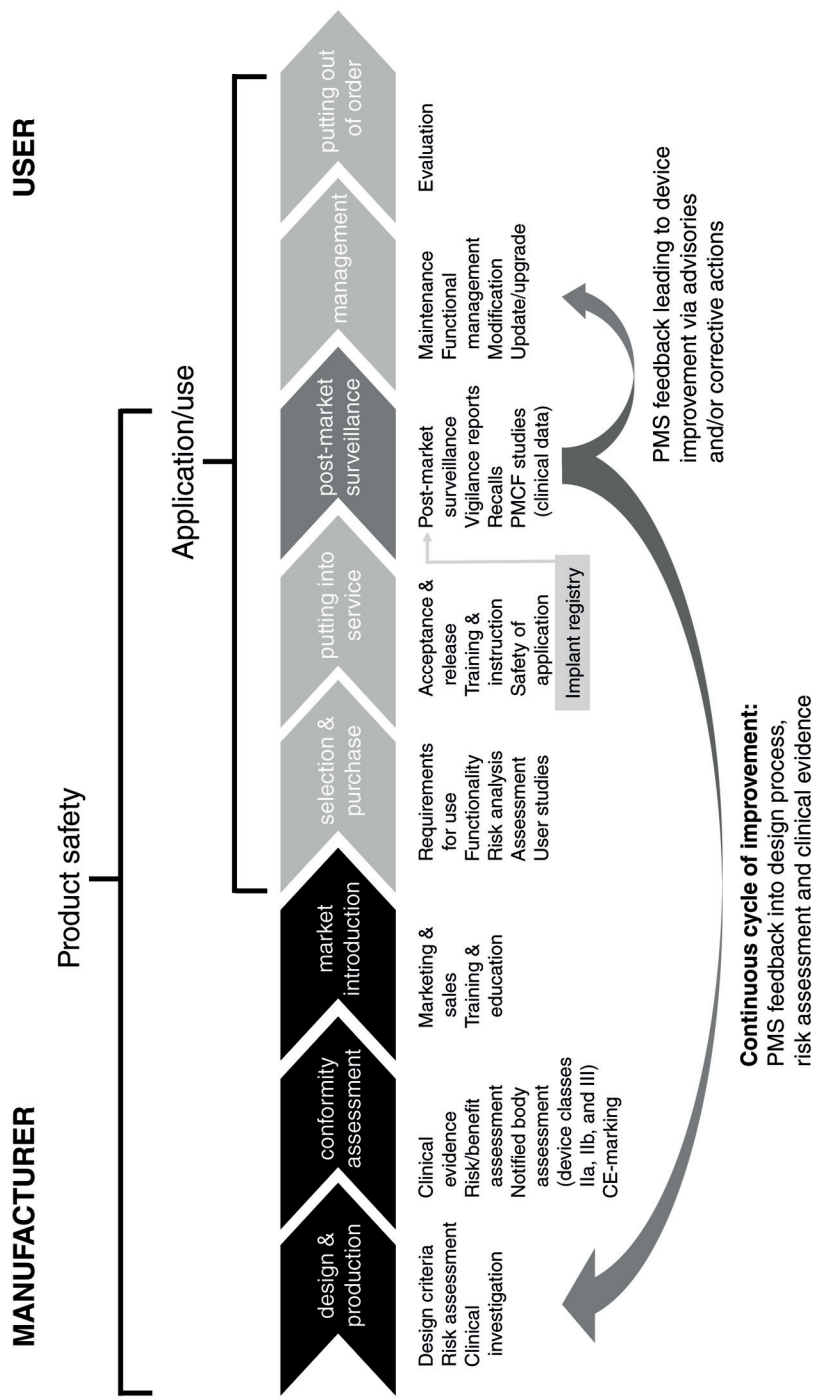 MANUFACTURER
USER
Product safety
Application/use
design &
production
conformity
assessment
market
introduction
selection &
purchase
putting into
service
post-market
surveillance
management
putting out
of order
Design criteria
Risk assessment
Clinical
investigation
Clinical
evidence
Risk/benefit
assessment
Notified body
assessment
(device classes
IIa, IIb, and III)
CE-marking
Marketing &
sales
Training &
education
Requirements
for use
Functionality
Risk analysis
Assessment
User studies
Acceptance &
release
Training &
instruction
Safety of
application
Implant registry
Post-market
surveillance
Vigilance reports
Recalls
PMCF studies
(clinical data)
Maintenance
Functional
management
Modification
Update/upgrade
Evaluation
PMS feedback leading to device
improvement via advisories
and/or corrective actions
Continuous cycle of improvement:
PMS feedback into design process,
risk assessment and clinical evidence